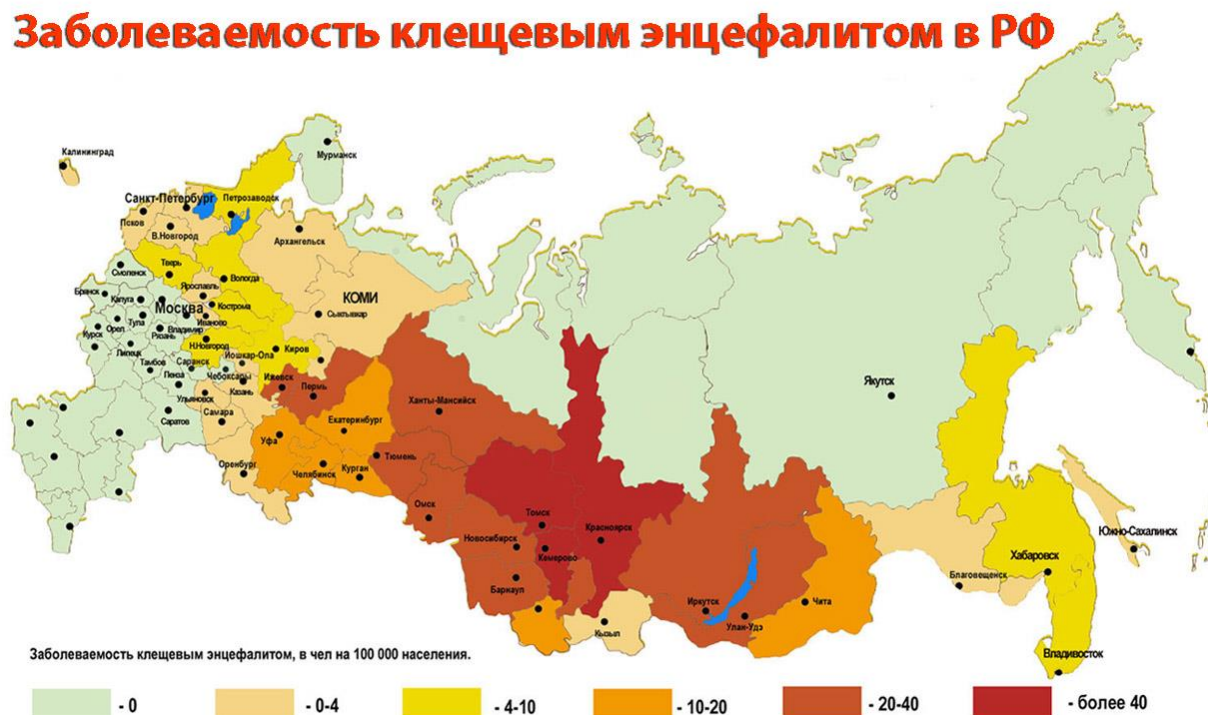 Заболеваемость клещевым энцефалитом в РФ
Калининград
Мурманск
Санкт-Петербург
Петрозаводск
Псков
В.Новгород
Архангельск
Смоленск
Тверь
Вологда
Брянск
Ярославль
КОМИ
Калуга
Москва
Кострома
Сыктывкар
Орел
Тула
Иваново
Курск
Рязань
Владимир
Липецк
Н.Новгород
Киров
Тамбов
Саранск
Йошкар-Ола
Пенза
Чебоксары
Ижевск
Пермь
Якутск
Ульяновск
Казань
Ханты-Мансийск
Саратов
Самара
Екатеринбург
Уфа
Тюмень
Оренбург
Челябинск
Курган
Омск
Томск
Красноярск
Южно-Сахалинск
Новосибирск
Кемерово
Хабаровск
Барнаул
Благовещенск
Иркутск
Чита
Кызыл
Улан-Удэ
Владивосток
Заболеваемость клещевым энцефалитом, в чел на 100 000 населения.
- 0
- 0-4
- 4-10
- 10-20
- 20-40
- более 40